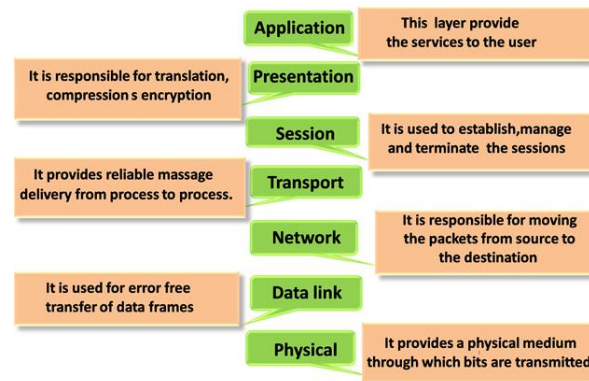 Application
This layer provide
the services to the user
It is responsible for translation,
compression s encryption
Presentation
Session
It is used to establish,manage
and terminate the sessions
It provides reliable massage
delivery from process to process.
Transport
Network
It is responsible for moving
the packets from source to
the destination
It is used for error free
transfer of data frames
Data link
Physical
It provides a physical medium
through which bits are transmitted